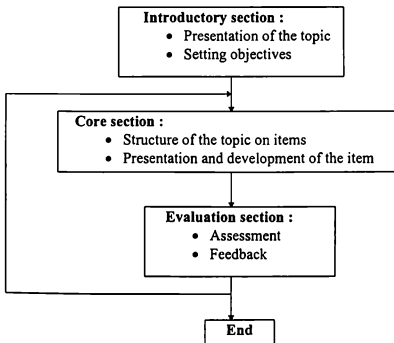 Introductory section :
• Presentation of the topic
• Setting objectives
Core section :
• Structure of the topic on items
• Presentation and development of the item
Evaluation section :
• Assessment
• Feedback
End